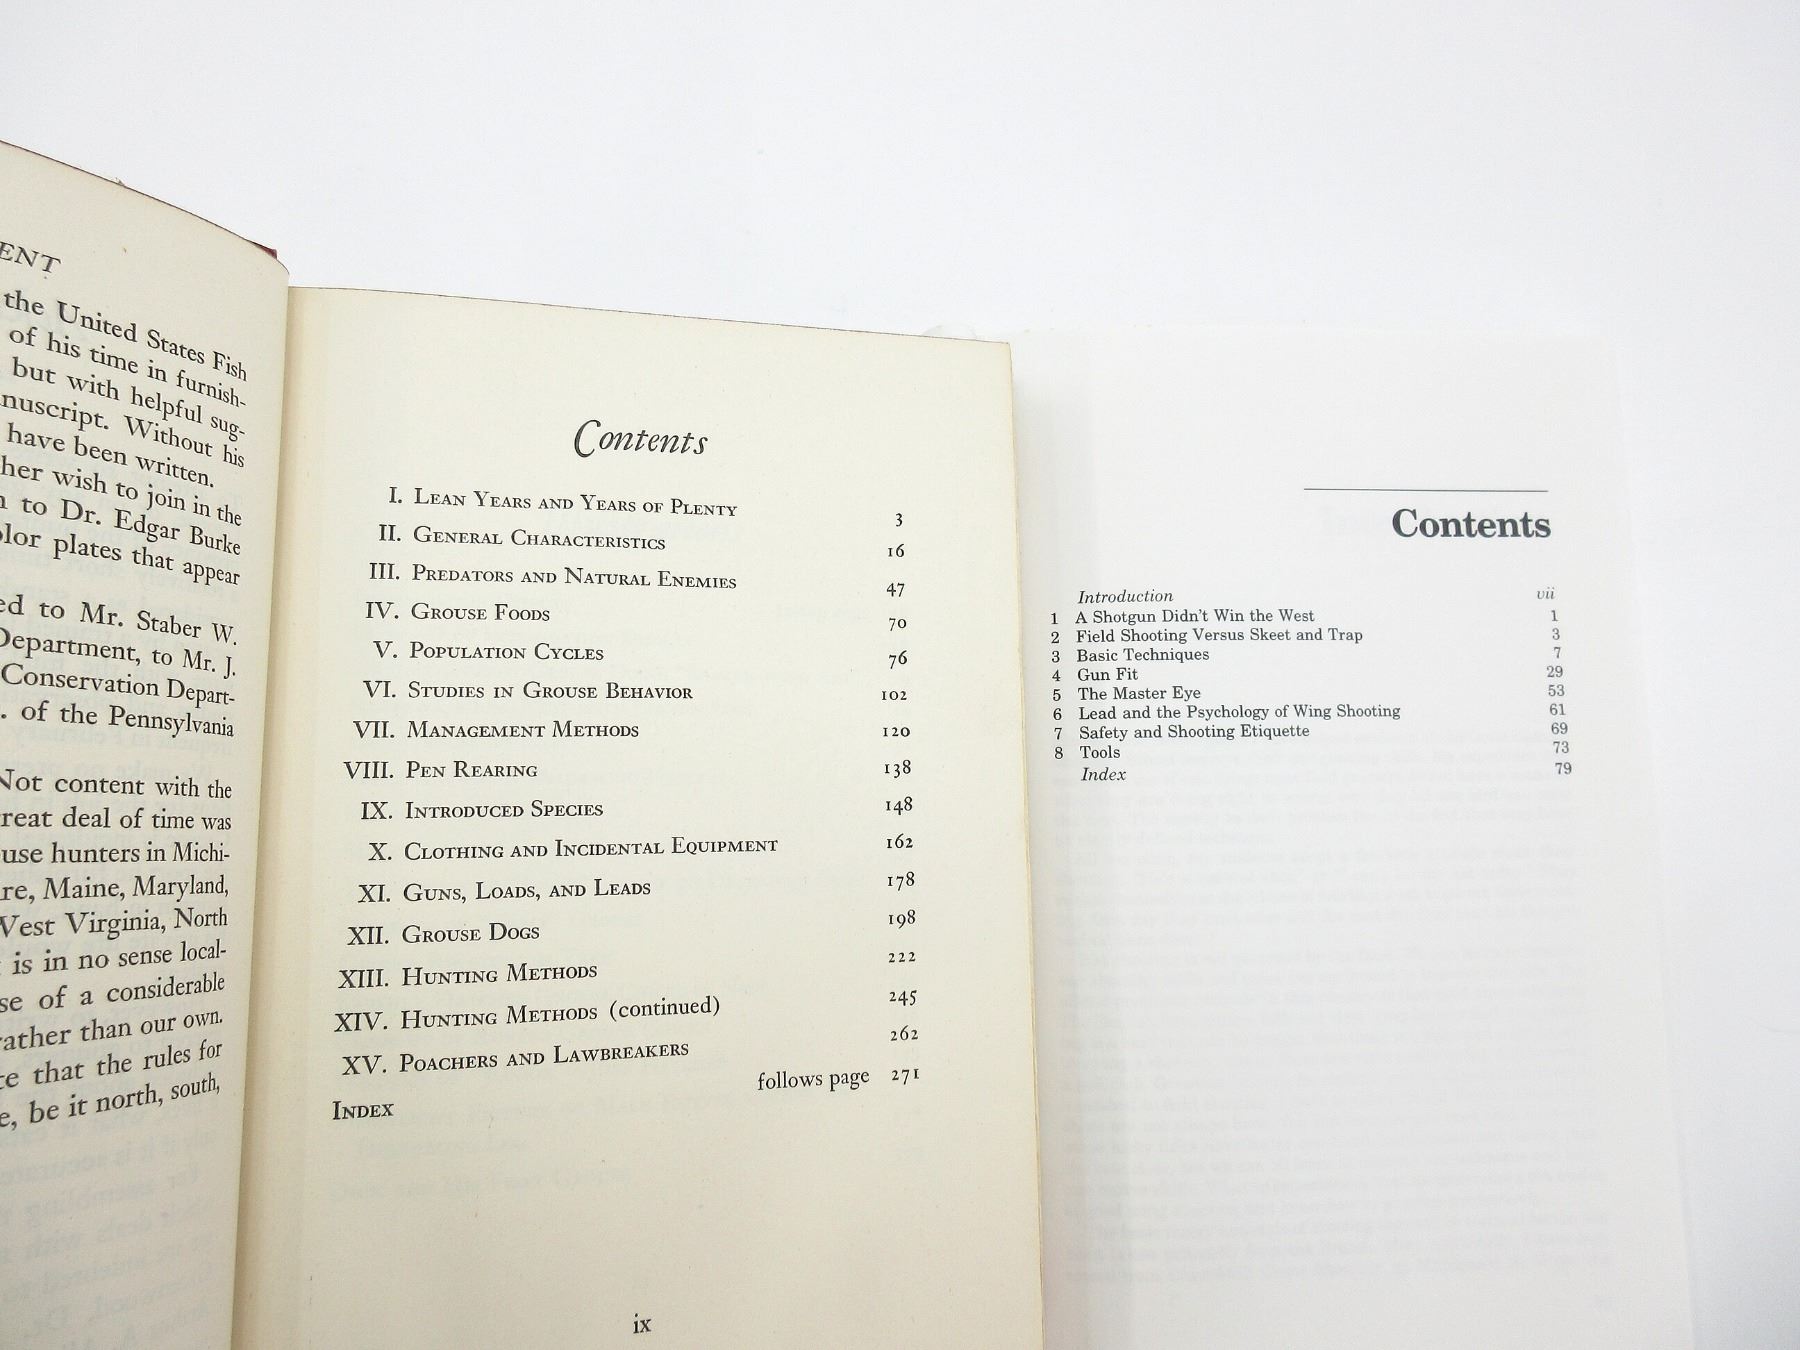 ENT
the United States Fish
of his time in furnish-
but with helpful sug-
nuscript. Without his
have been written.
her wish to join in the
to Dr. Edgar Burke
lor plates that appear
ed to Mr. Staber W.
Department, to Mr. J.
Conservation Depart-
. of the Pennsylvania
Not content with the
reat deal of time was
use hunters in Michi-
re, Maine, Maryland,
West Virginia, North
is in no sense local-
se of a considerable
rather than our own.
te that the rules for
e, be it north, south,
Contents
I. Lean Years and Years of Plenty 3
II. General Characteristics 16
III. Predators and Natural Enemies 47
IV. Grouse Foods 70
V. Population Cycles 76
VI. Studies in Grouse Behavior 102
VII. Management Methods 120
VIII. Pen Rearing 138
IX. Introduced Species 148
X. Clothing and Incidental Equipment 162
XI. Guns, Loads, and Leads 178
XII. Grouse Dogs 198
XIII. Hunting Methods 222
XIV. Hunting Methods (continued) 245
XV. Poachers and Lawbreakers 262
Index follows page 271
ix
Contents
Introduction vii
1 A Shotgun Didn't Win the West 1
2 Field Shooting Versus Skeet and Trap 3
3 Basic Techniques 7
4 Gun Fit 29
5 The Master Eye 53
6 Lead and the Psychology of Wing Shooting 61
7 Safety and Shooting Etiquette 69
8 Tools 73
Index 79